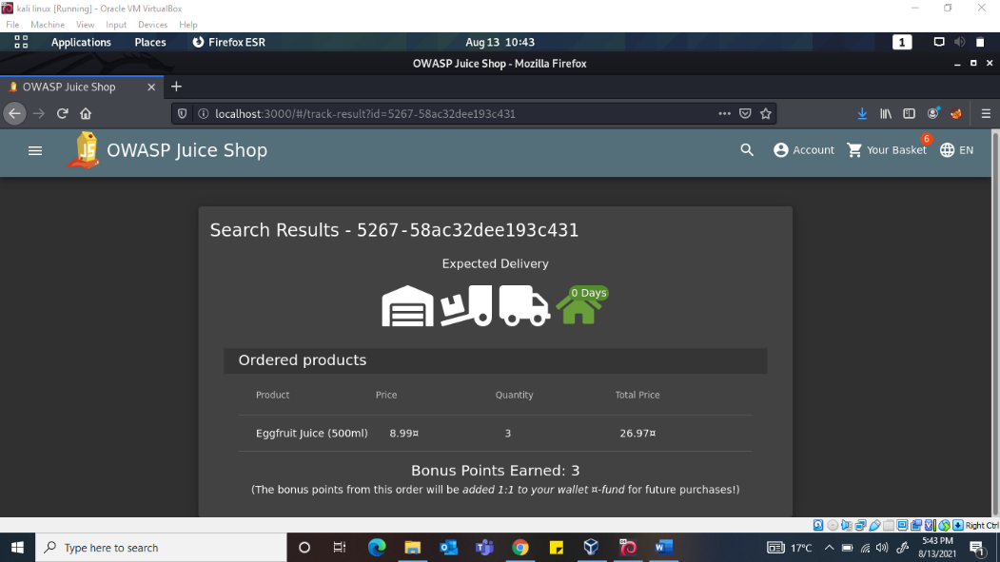 kali linux [Running] - Oracle VM VirtualBox
File Machine View Input Devices Help
Applications Places Firefox ESR Aug 13 10:43 1
OWASP Juice Shop - Mozilla Firefox
OWASP Juice Shop
localhost:3000/#/track-result?id=5267-58ac32dee193c431
JS OWASP Juice Shop Account Your Basket 6 EN
Search Results - 5267-58ac32dee193c431
Expected Delivery
0 Days
Ordered products
Product Price Quantity Total Price
Eggfruit Juice (500ml) 8.99¤ 3 26.97¤
Bonus Points Earned: 3
(The bonus points from this order will be added 1:1 to your wallet ¤-fund for future purchases!)
Right Ctrl
Type here to search 17°C 5:43 PM
8/13/2021 1